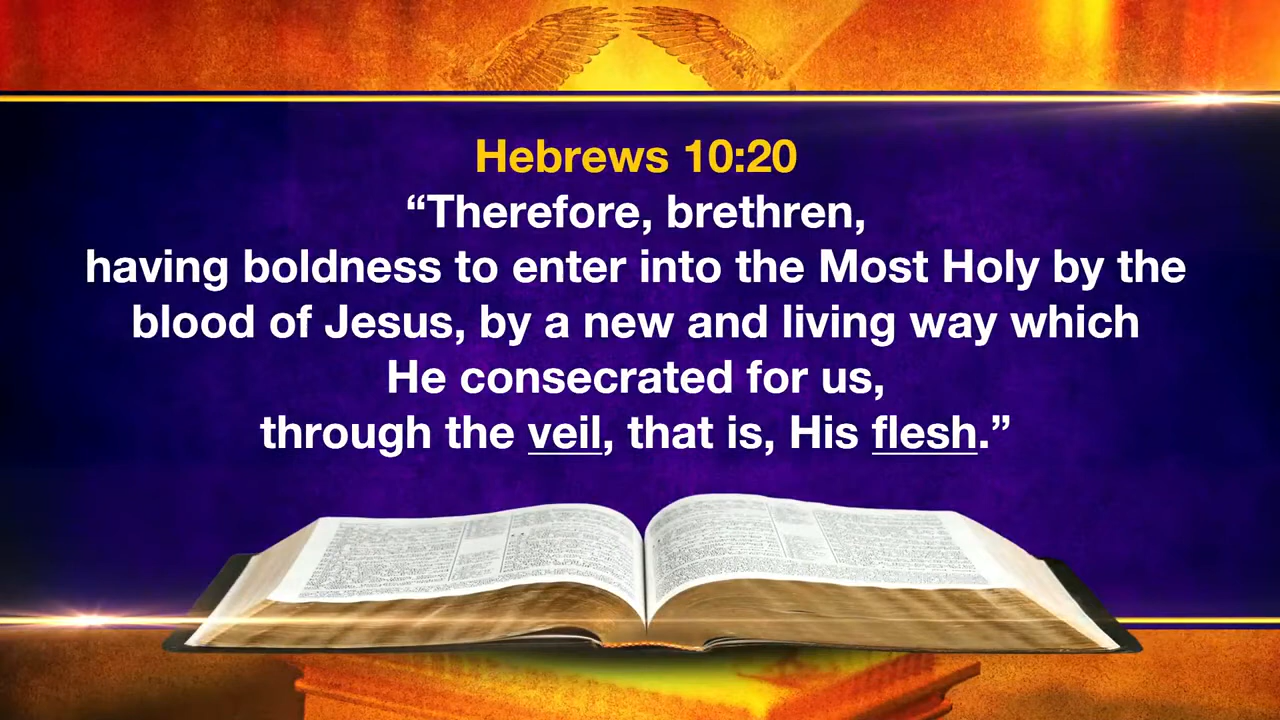 Hebrews 10:20
“Therefore, brethren,
having boldness to enter into the Most Holy by the
blood of Jesus, by a new and living way which
He consecrated for us,
through the veil, that is, His flesh.”